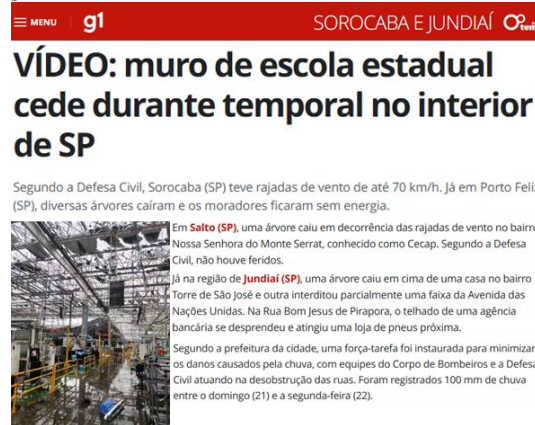 MENU
g1
SOROCABA E JUNDIAÍ
tem
VÍDEO: muro de escola estadual
cede durante temporal no interior
de SP
Segundo a Defesa Civil, Sorocaba (SP) teve rajadas de vento de até 70 km/h. Já em Porto Feliz
(SP), diversas árvores caíram e os moradores ficaram sem energia.
Em Salto (SP), uma árvore caiu em decorrência das rajadas de vento no bairro
Nossa Senhora do Monte Serrat, conhecido como Cecap. Segundo a Defesa
Civil, não houve feridos.
Já na região de Jundiaí (SP), uma árvore caiu em cima de uma casa no bairro
Torre de São José e outra interditou parcialmente uma faixa da Avenida das
Nações Unidas. Na Rua Bom Jesus de Pirapora, o telhado de uma agência
bancária se desprendeu e atingiu uma loja de pneus próxima.
Segundo a prefeitura da cidade, uma força-tarefa foi instaurada para minimizar
os danos causados pela chuva, com equipes do Corpo de Bombeiros e a Defesa
Civil atuando na desobstrução das ruas. Foram registrados 100 mm de chuva
entre o domingo (21) e a segunda-feira (22).